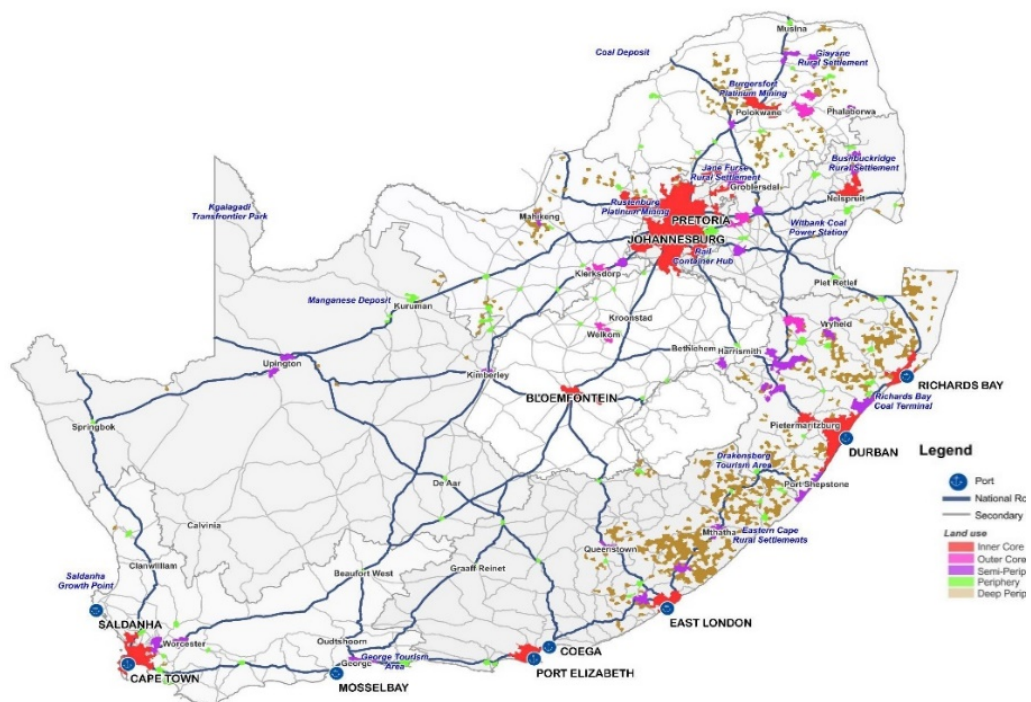 Musina
Coal Deposit
Giayane
Rural Settlement
Burgersfort
Platinum Mining
Polokwane
Phalaborwa
Bushbuckridge
Rural Settlement
Jane Furse
Rural Settlement
Groblersdal
Nelspruit
Kgalagadi
Transfrontier Park
Rustenburg
Platinum Mining
Mahikeng
PRETORIA
JOHANNESBURG
Witbank Coal
Power Station
Rail
Container Hub
Klerksdorp
Piet Retief
Manganese Deposit
Kuruman
Kroonstad
Welkom
Vryheid
Bethlehem
Harrismith
Upington
Kimberley
RICHARDS BAY
Richards Bay
Coal Terminal
BLOEMFONTEIN
Springbok
Pietermaritzburg
DURBAN
Drakensberg
Tourism Area
Port Shepstone
De Aar
Eastern Cape
Rural Settlements
Mthatha
Calvinia
Queenstown
Clanwilliam
Beaufort West
Graaff Reinet
Saldanha
Growth Point
SALDANHA
EAST LONDON
Worcester
Oudtshoorn
George
George Tourism
Area
COEGA
CAPE TOWN
MOSSELBAY
PORT ELIZABETH
Legend
Port
National Ro
Secondary
Land use
Inner Core
Outer Core
Semi-Perip
Periphery
Deep Perip